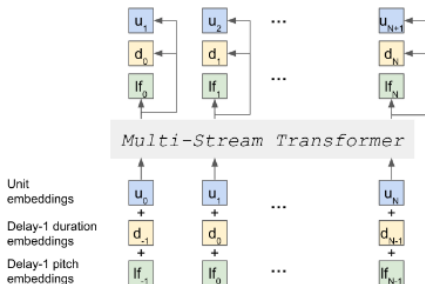 u1 u2 ... uN+1
d0 d1 dN
lf0 lf1 ... lfN
Multi-Stream Transformer
Unit embeddings u0 u1 ... uN
+ + +
Delay-1 duration embeddings d-1 d0 dN-1
+ + +
Delay-1 pitch embeddings lf-1 lf0 ... lfN-1